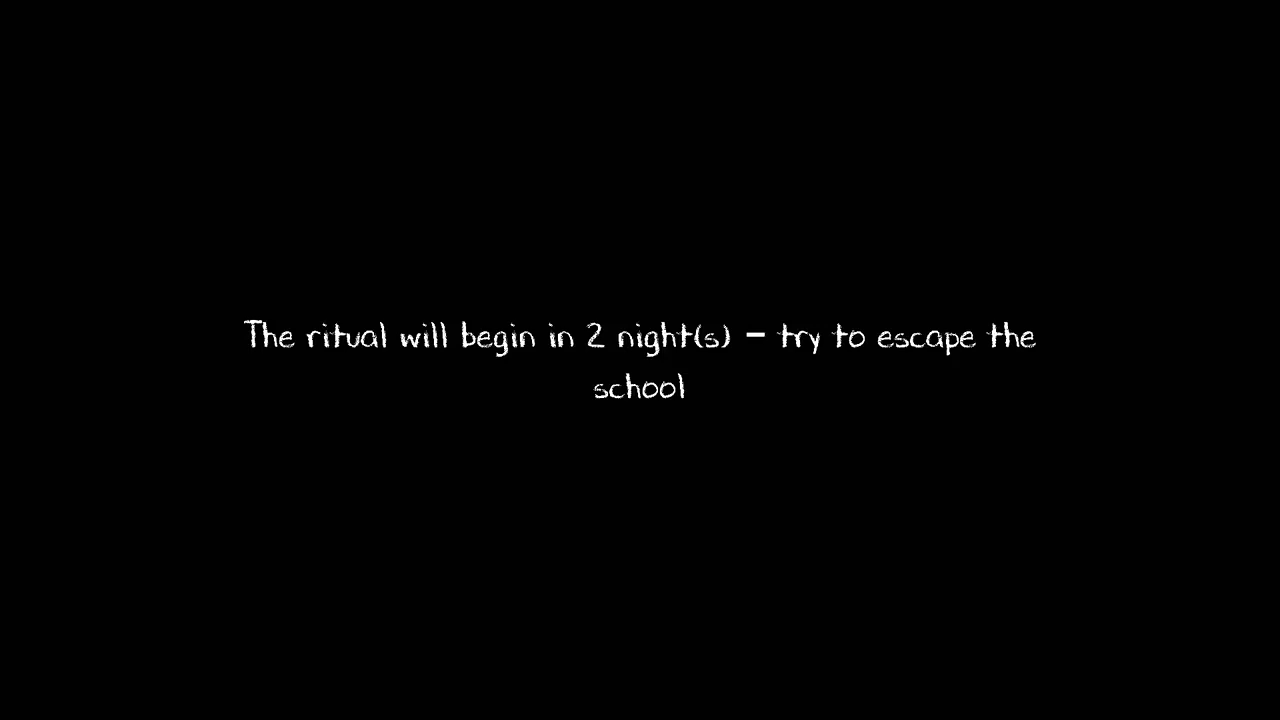 The ritual will begin in 2 night(s) - try to escape the
school